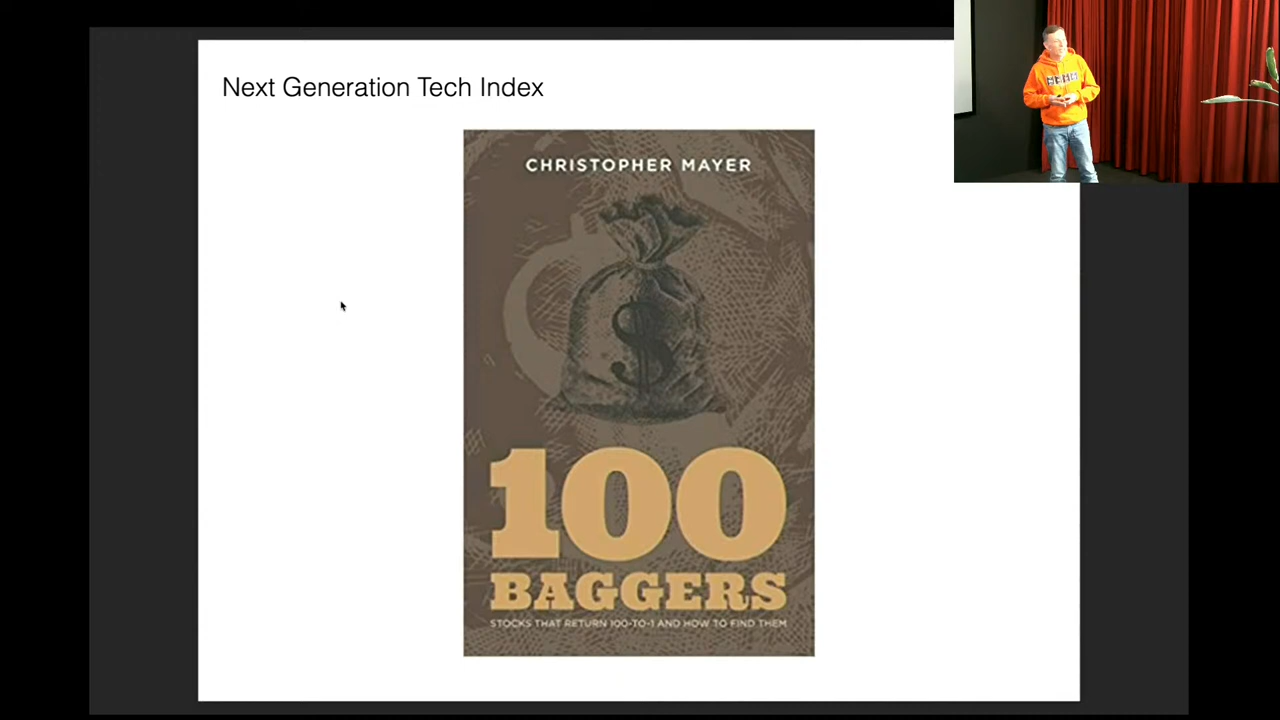 Next Generation Tech Index
CHRISTOPHER MAYER
$
100
BAGGERS
STOCKS THAT RETURN 100-TO-1 AND HOW TO FIND THEM